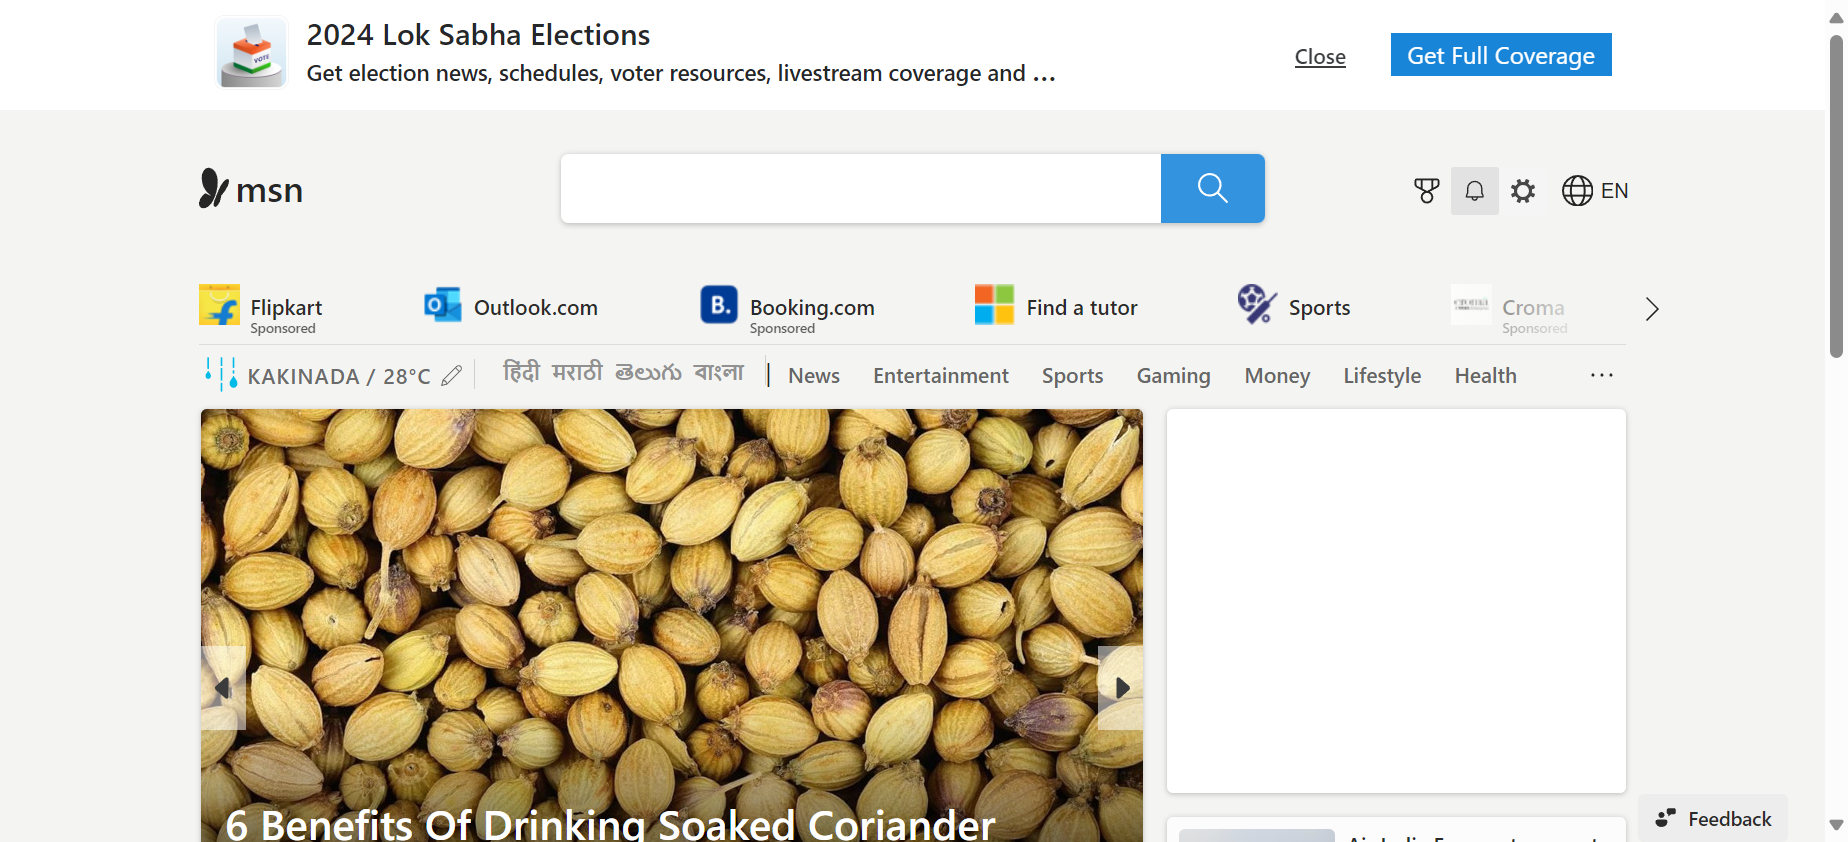 2024 Lok Sabha Elections
Get election news, schedules, voter resources, livestream coverage and ...
Close
Get Full Coverage
VOTE
msn
EN
Flipkart
Sponsored
Outlook.com
B.
Booking.com
Sponsored
Find a tutor
Sports
croma
Croma
Sponsored
KAKINADA / 28°C
हिंदी मराठी తెలుగు বাংলা
News Entertainment Sports Gaming Money Lifestyle Health ...
6 Benefits Of Drinking Soaked Coriander
Feedback